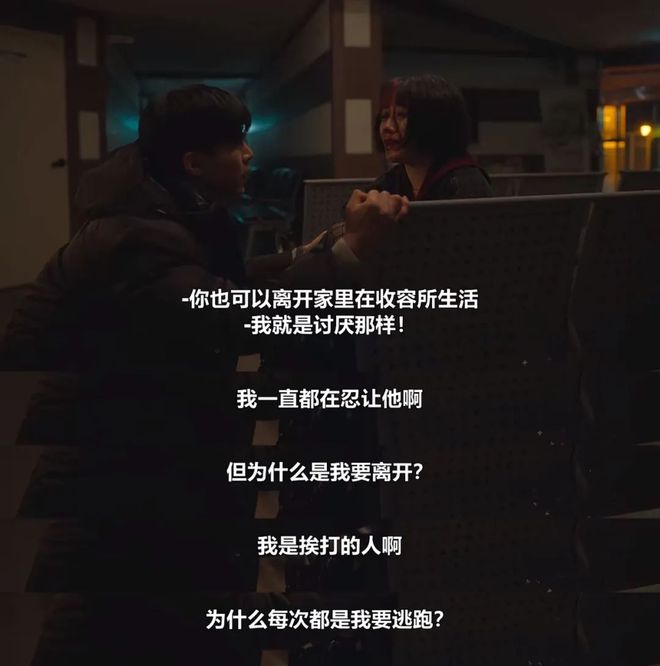 -你也可以离开家里在收容所生活
-我就是讨厌那样！
我一直都在忍让他啊
但为什么是我要离开？
我是挨打的人啊
为什么每次都是我要逃跑？